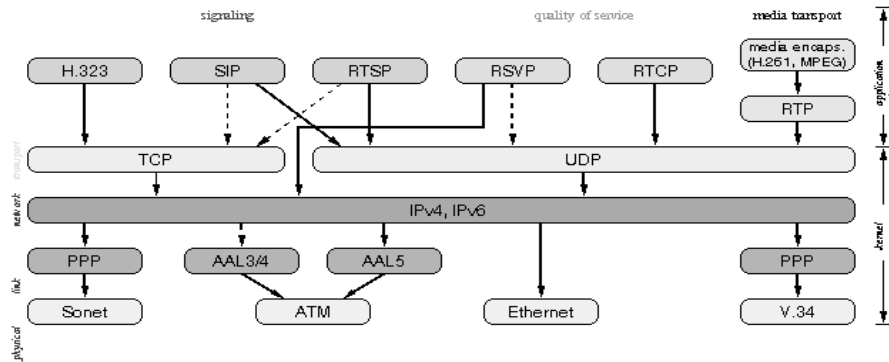 signaling
quality of service
media transport
H.323
SIP
RTSP
RSVP
RTCP
media encaps.
(H.261, MPEG)
RTP
application
TCP
UDP
transport
IPv4, IPv6
network
kernel
PPP
AAL3/4
AAL5
PPP
link
Sonet
ATM
Ethernet
V.34
physical